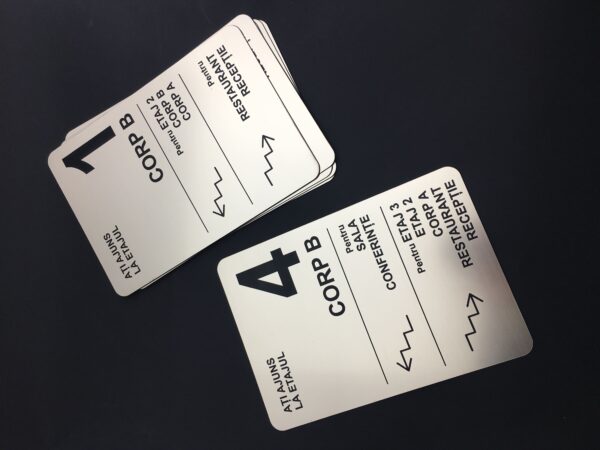 ATI AJUNS
LA ETAJUL
1
CORP B
Pentru
ETAJ 2
CORP B
CORP A
Pentru
RESTAURANT
RECEPȚIE
ATI AJUNS
LA ETAJUL
4
CORP B
Pentru
SALA
CONFERINTE
Pentru ETAJ 3
ETAJ 2
CORP A
RESTAURANT
RECEPȚIE